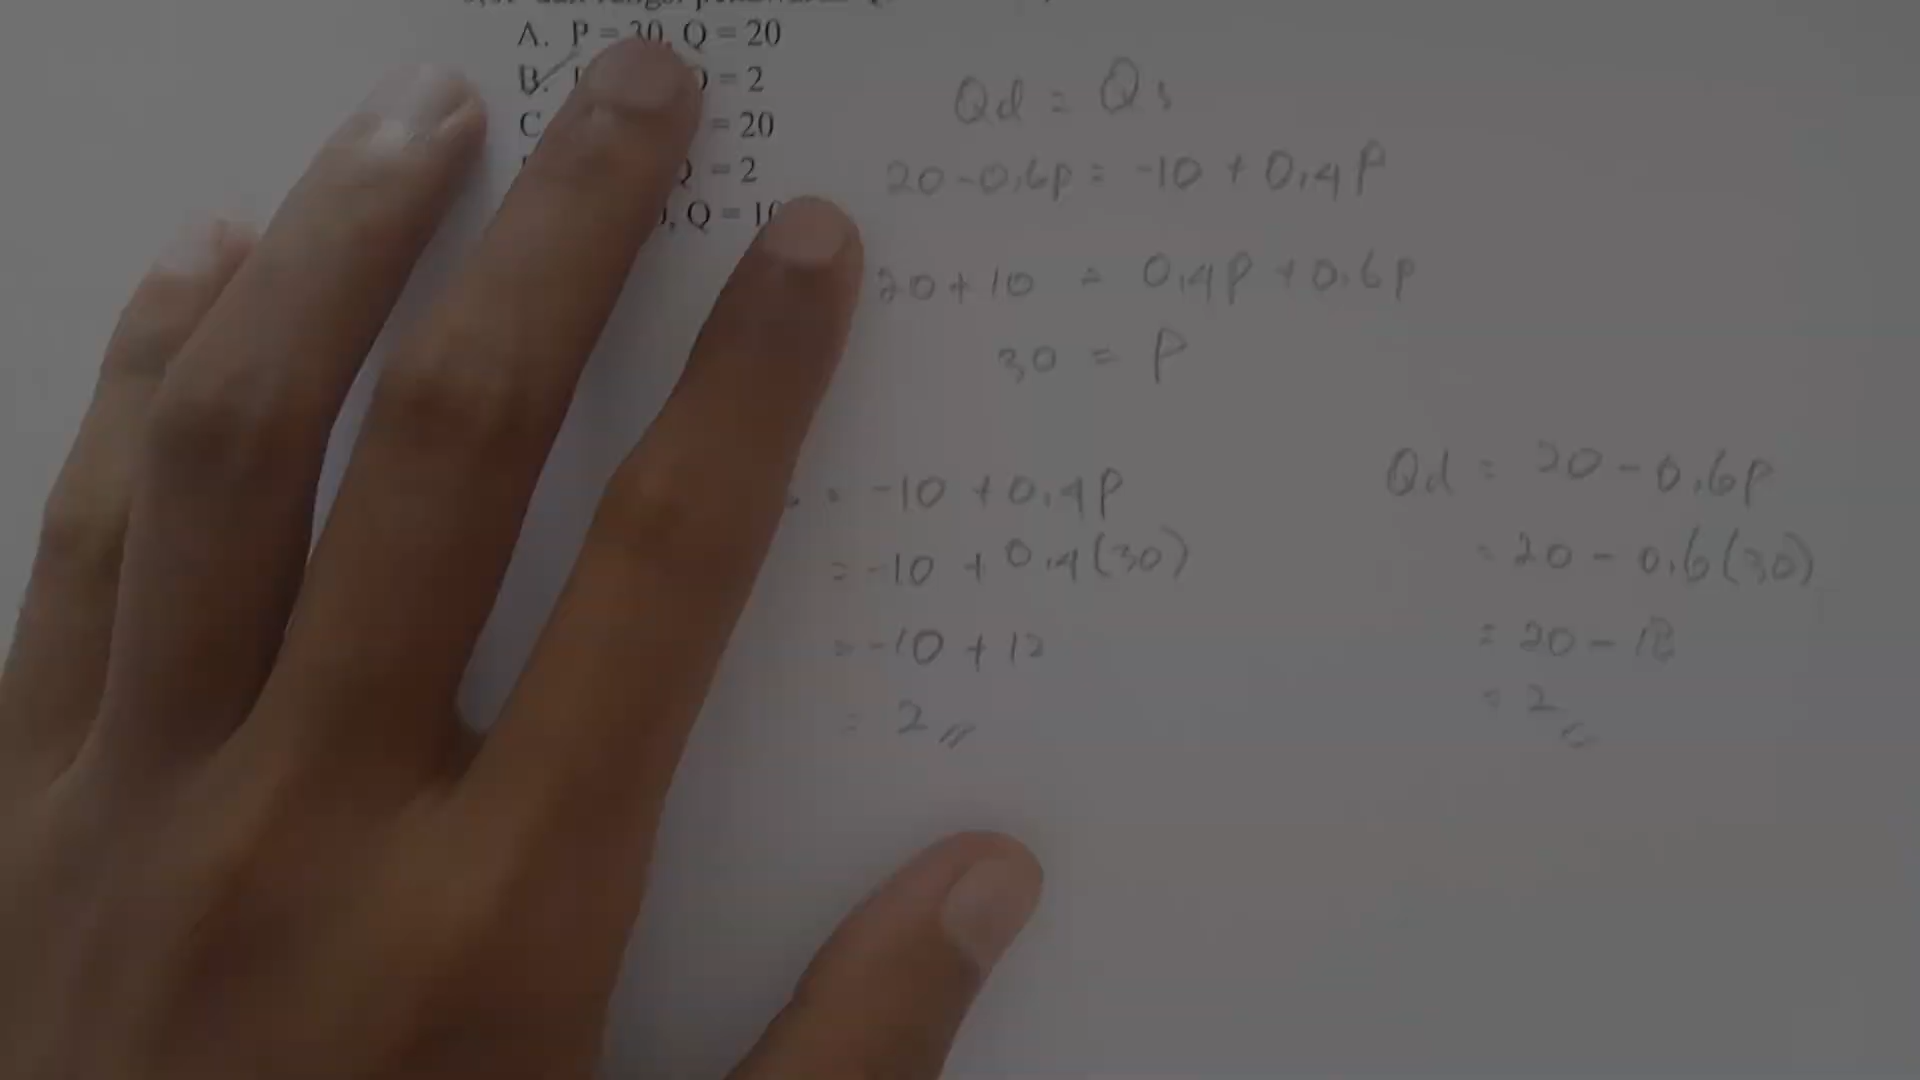 A. P = 30, Q = 20
B. = 2
C = 20
Q = 2
, Q = 10
Qd = Qs
20 - 0,6P = -10 + 0,4P
20 + 10 = 0,4P + 0,6P
30 = P
= -10 + 0,4P
= -10 + 0,4(30)
= -10 + 12
= 2
Qd = 20 - 0,6P
= 20 - 0,6(30)
= 20 - 18
= 2